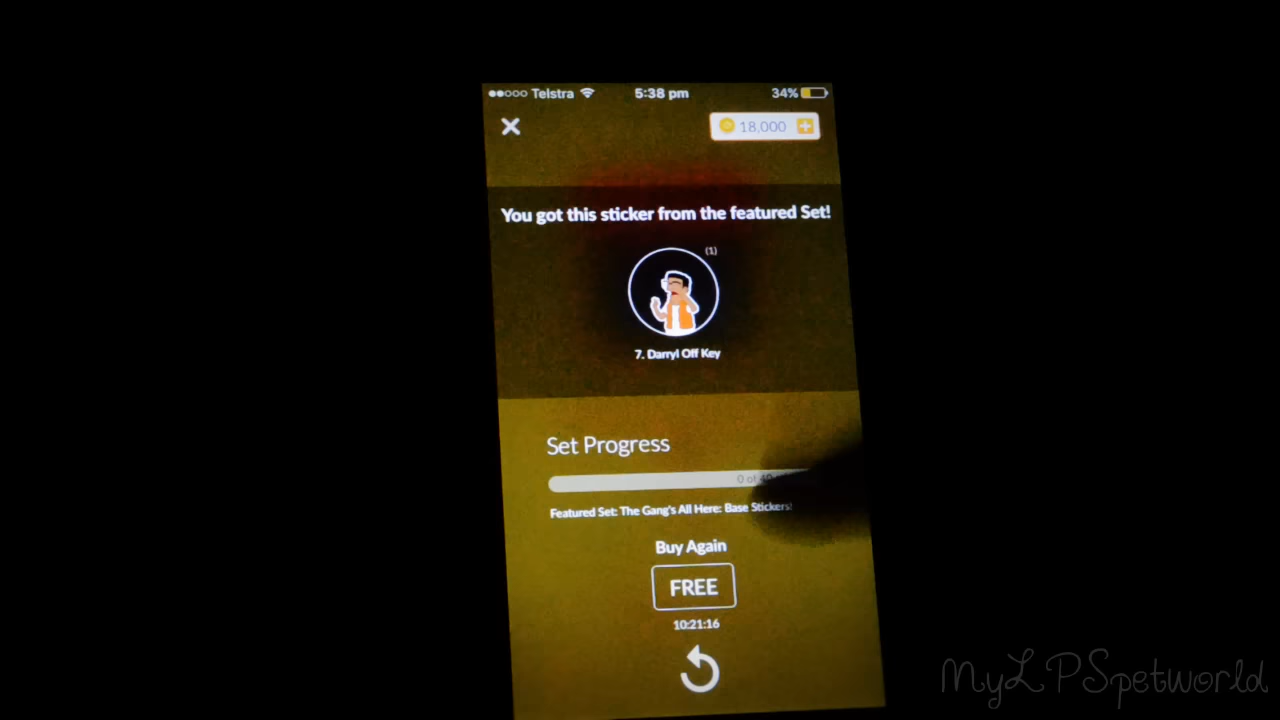 Telstra 5:38 pm 34%
18,000
You got this sticker from the featured Set!
(1)
7. Darryl Off Key
Set Progress
0 of 40
Featured Set: The Gang's All Here: Base Stickers!
Buy Again
FREE
10:21:16
MyLPSpetworld